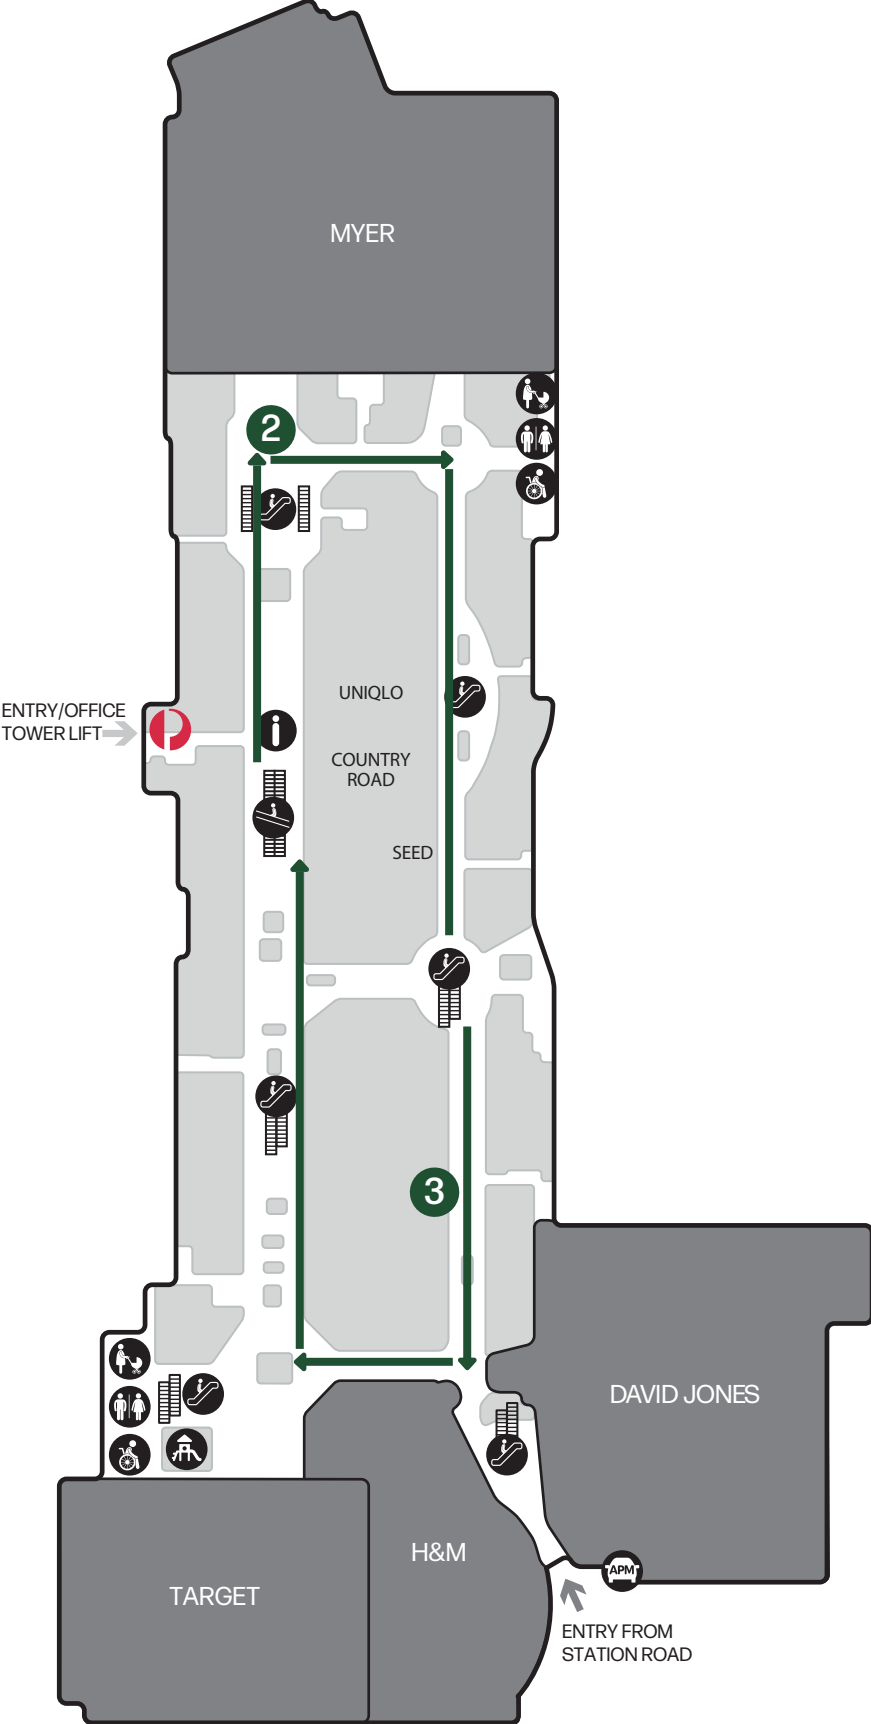 MYER
2
UNIQLO
ENTRY/OFFICE
TOWER LIFT
COUNTRY
ROAD
SEED
3
DAVID JONES
H&M
APM
TARGET
ENTRY FROM
STATION ROAD